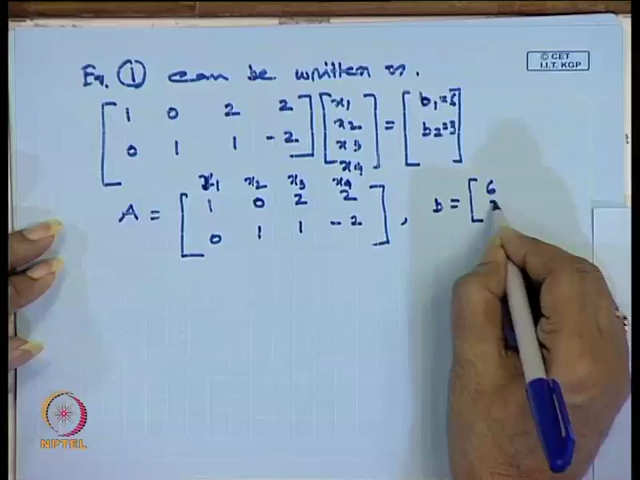 © CET
I.I.T. KGP
Eq. ① can be written as.
1 0 2 2 x1 = b1=6
0 1 1 -2 x2 b2=3
x3
x4
x1 x2 x3 x4
A = 1 0 2 2 , b = 6
0 1 1 -2
NPTEL